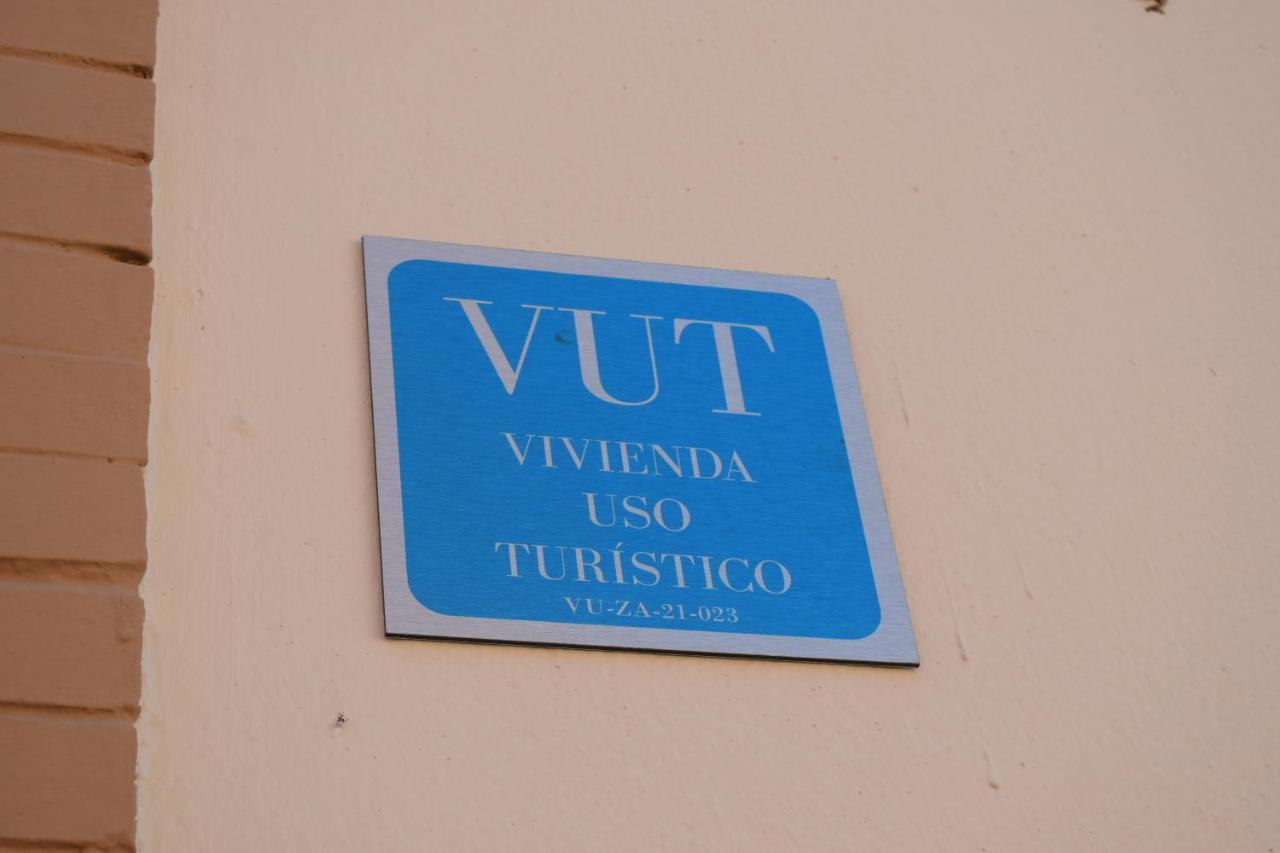 VUT
VIVIENDA
USO
TURÍSTICO
VU-ZA-21-023